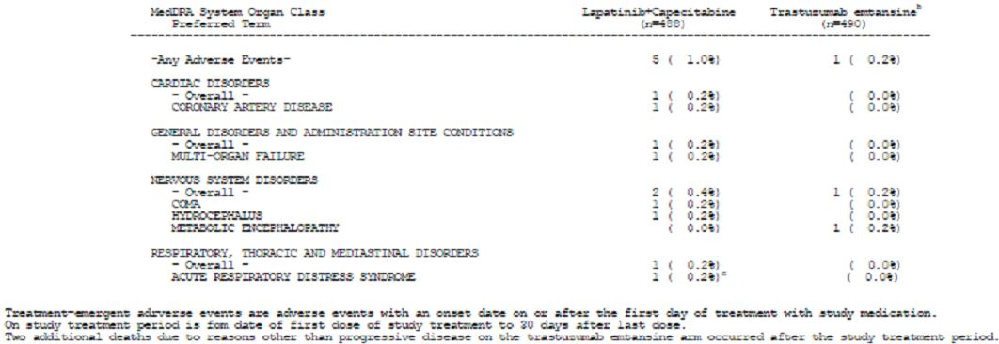 MedDRA System Organ Class Lapatinib+Capecitabine Trastuzumab emtansine^b
Preferred Term (n=488) (n=490)
-Any Adverse Events- 5 ( 1.0%) 1 ( 0.2%)
CARDIAC DISORDERS
- Overall - 1 ( 0.2%) ( 0.0%)
CORONARY ARTERY DISEASE 1 ( 0.2%) ( 0.0%)
GENERAL DISORDERS AND ADMINISTRATION SITE CONDITIONS
- Overall - 1 ( 0.2%) ( 0.0%)
MULTI-ORGAN FAILURE 1 ( 0.2%) ( 0.0%)
NERVOUS SYSTEM DISORDERS
- Overall - 2 ( 0.4%) 1 ( 0.2%)
COMA 1 ( 0.2%) ( 0.0%)
HYDROCEPHALUS 1 ( 0.2%) ( 0.0%)
METABOLIC ENCEPHALOPATHY ( 0.0%) 1 ( 0.2%)
RESPIRATORY, THORACIC AND MEDIASTINAL DISORDERS
- Overall - 1 ( 0.2%) ( 0.0%)
ACUTE RESPIRATORY DISTRESS SYNDROME 1 ( 0.2%)^c ( 0.0%)
Treatment-emergent adrverse events are adverse events with an onset date on or after the first day of treatment with study medication.
On study treatment period is fom date of first dose of study treatment to 30 days after last dose.
Two additional deaths due to reasons other than progressive disease on the trastuzumab emtansine arm occurred after the study treatment period.